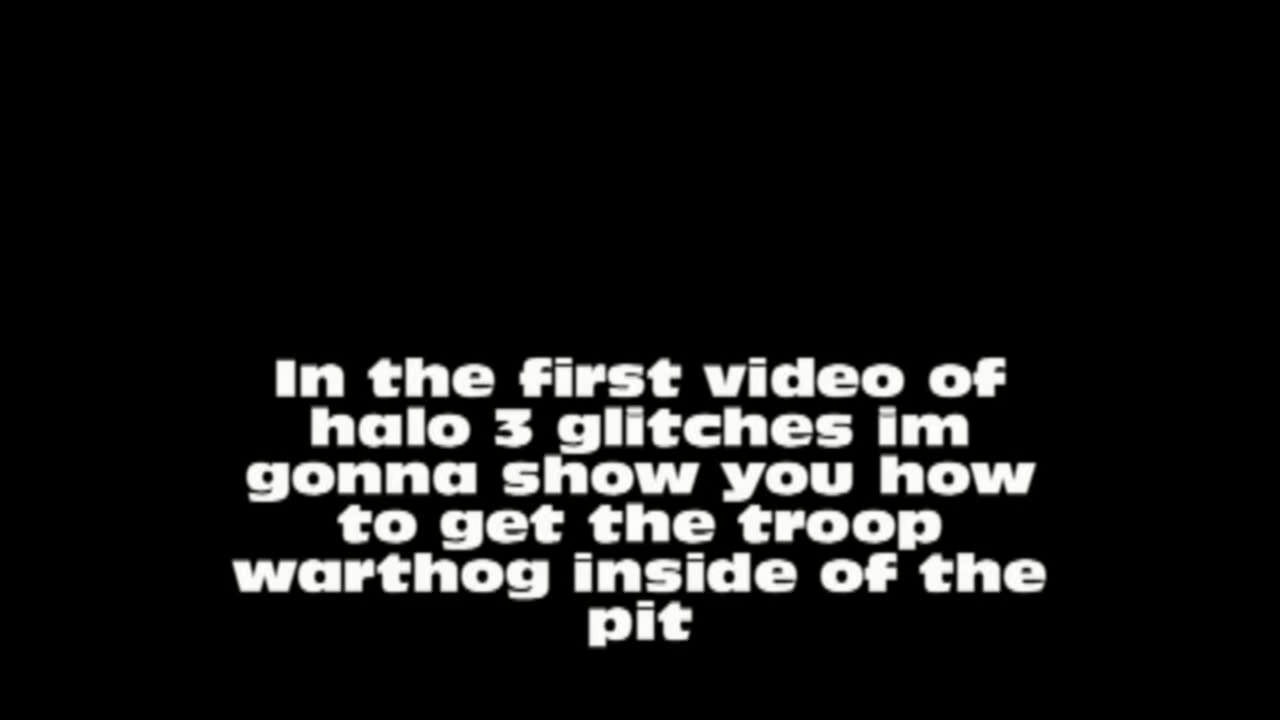 In the first video of
halo 3 glitches im
gonna show you how
to get the troop
warthog inside of the
pit